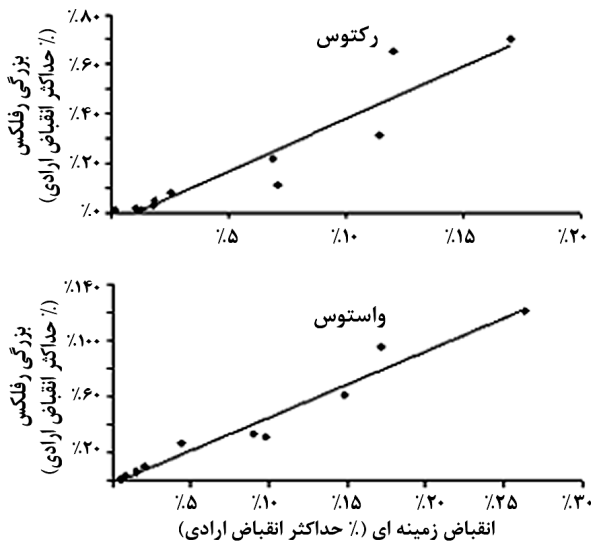 ٪.۸۰
٪.۶۰
٪.۴۰
٪.۲۰
٪.۰
بزرگی رفلکس
(٪ حداکثر انقباض ارادی)
رکتوس
٪.۵ ٪.۱۰ ٪.۱۵ ٪.۲۰
٪.۱۴۰
٪.۱۰۰
٪.۶۰
٪.۲۰
بزرگی رفلکس
(٪ حداکثر انقباض ارادی)
واستوس
٪.۵ ٪.۱۰ ٪.۱۵ ٪.۲۰ ٪.۲۵ ٪.۳۰
انقباض زمینه ای (٪ حداکثر انقباض ارادی)